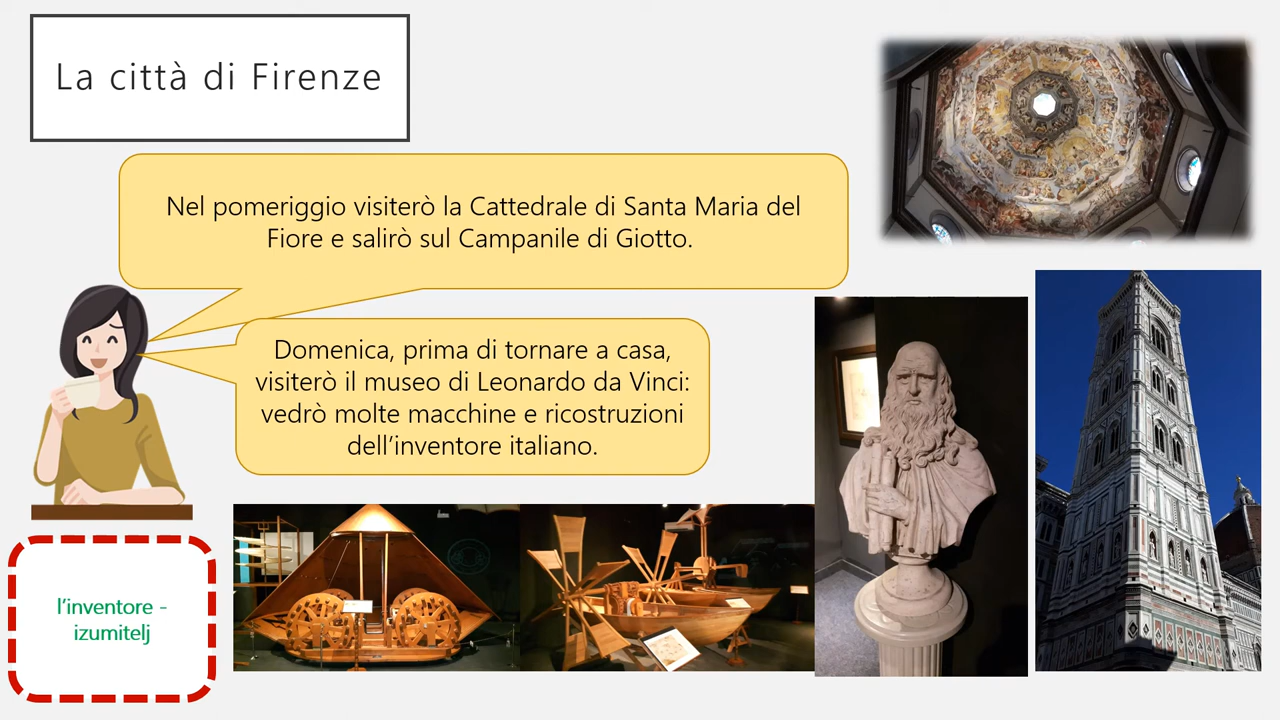 La città di Firenze
Nel pomeriggio visiterò la Cattedrale di Santa Maria del
Fiore e salirò sul Campanile di Giotto.
Domenica, prima di tornare a casa,
visiterò il museo di Leonardo da Vinci:
vedrò molte macchine e ricostruzioni
dell'inventore italiano.
l'inventore -
izumitelj